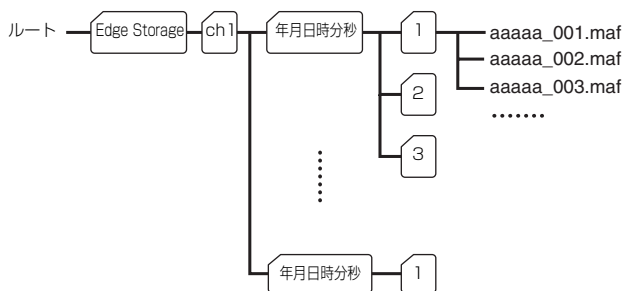 ルート Edge Storage ch1 年月日時分秒 1 aaaaa_001.maf
aaaaa_002.maf
aaaaa_003.maf
2
3
年月日時分秒 1